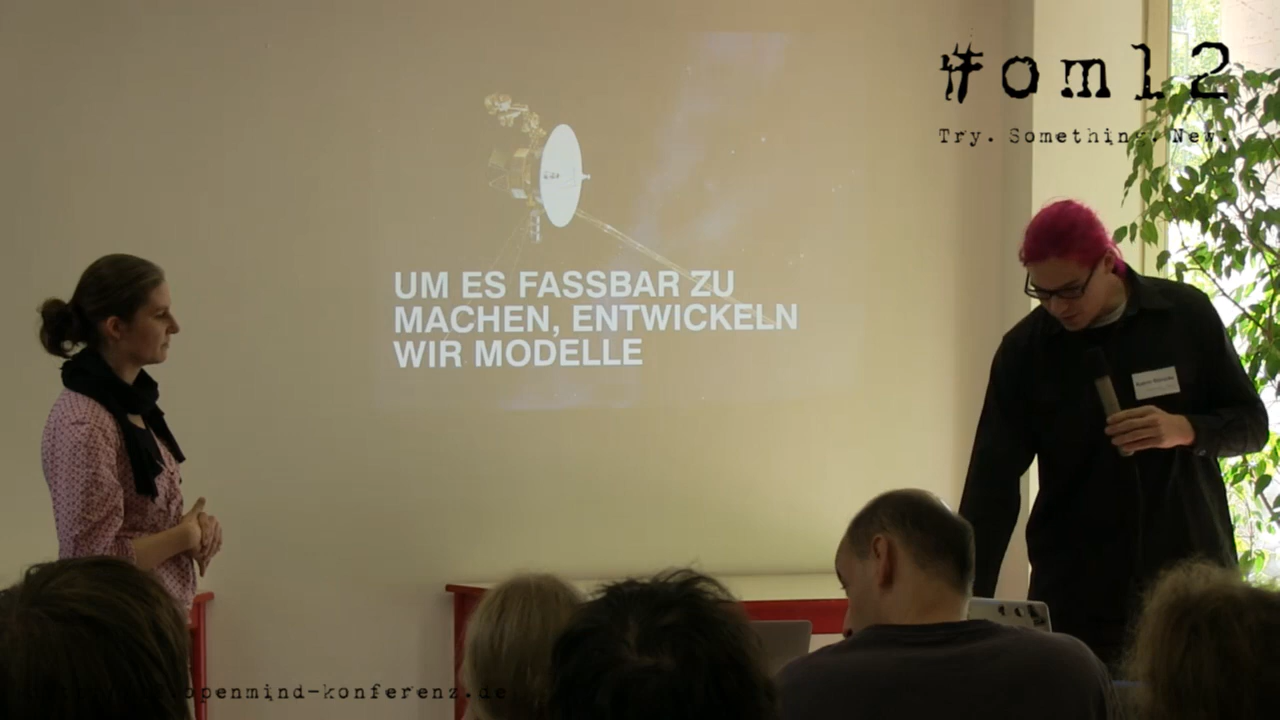 #om12
Try. Something. New.
UM ES FASSBAR ZU
MACHEN, ENTWICKELN
WIR MODELLE
openmind-konferenz.de